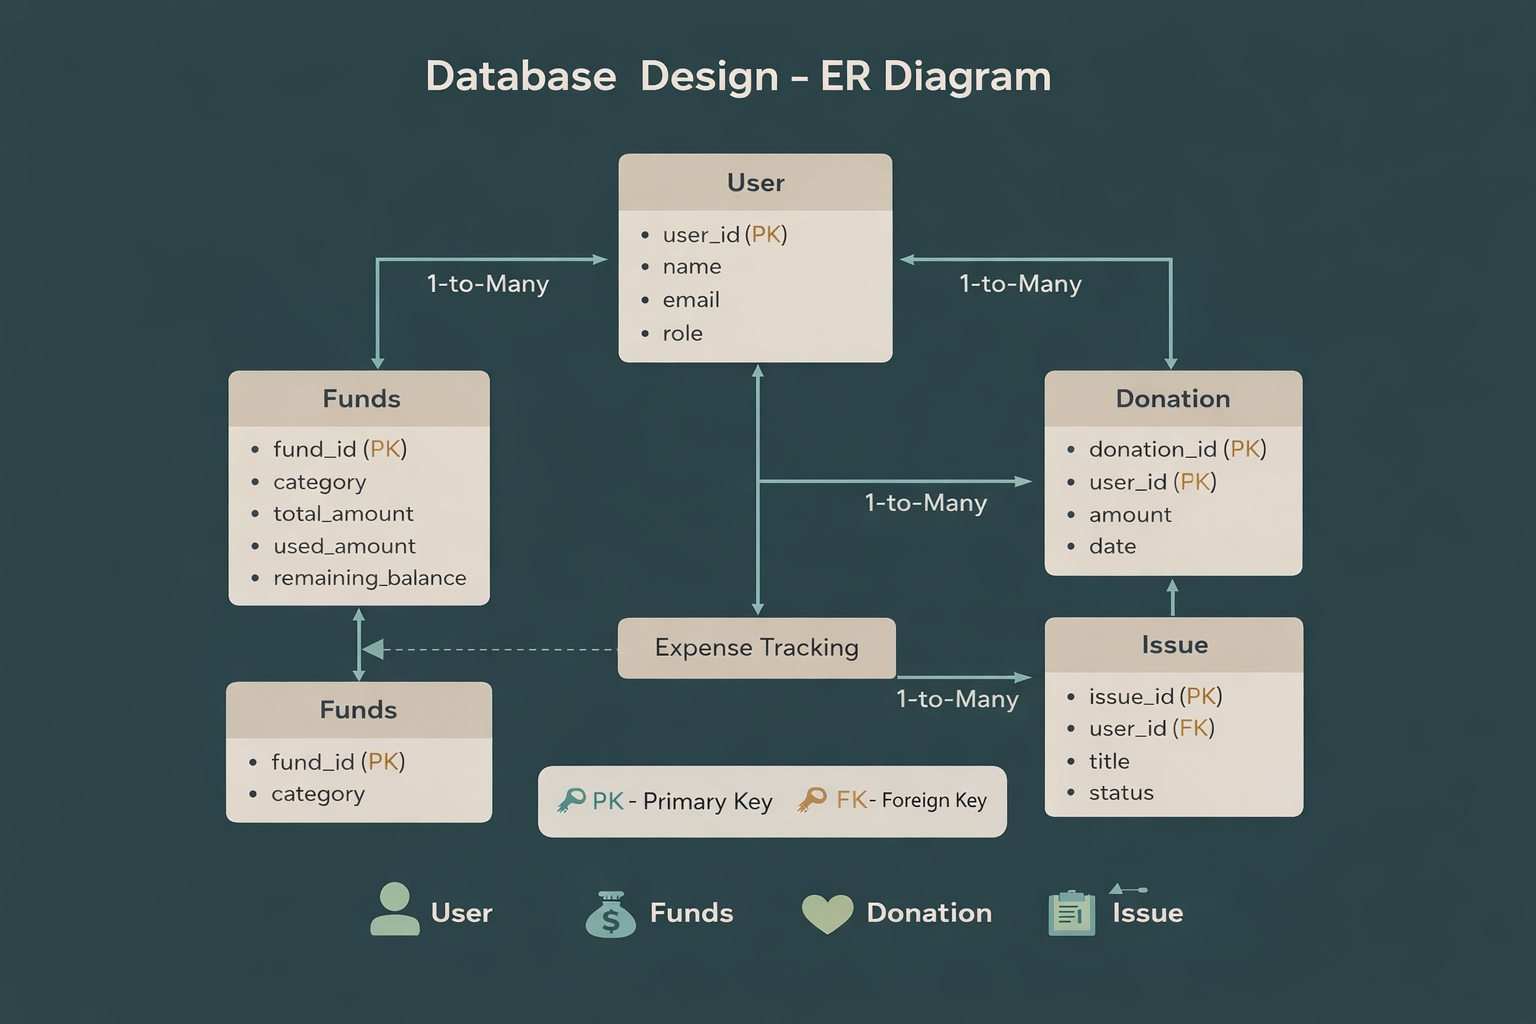 Database Design – ER Diagram
User
• user_id (PK)
• name
• email
• role
1-to-Many
1-to-Many
Funds
• fund_id (PK)
• category
• total_amount
• used_amount
• remaining_balance
Donation
• donation_id (PK)
• user_id (PK)
• amount
• date
1-to-Many
Expense Tracking
1-to-Many
Issue
• issue_id (PK)
• user_id (FK)
• title
• status
Funds
• fund_id (PK)
• category
PK - Primary Key
FK - Foreign Key
User
Funds
Donation
Issue